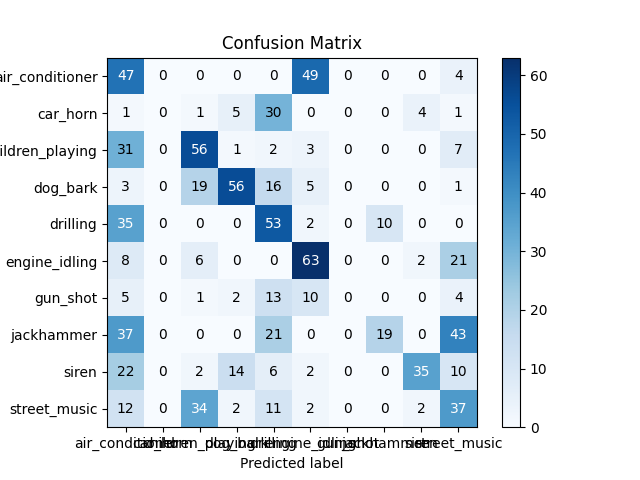 Confusion Matrix
air_conditioner 47 0 0 0 0 49 0 0 0 4
car_horn 1 0 1 5 30 0 0 0 4 1
ildren_playing 31 0 56 1 2 3 0 0 0 7
dog_bark 3 0 19 56 16 5 0 0 0 1
drilling 35 0 0 0 53 2 0 10 0 0
engine_idling 8 0 6 0 0 63 0 0 2 21
gun_shot 5 0 1 2 13 10 0 0 0 4
jackhammer 37 0 0 0 21 0 0 19 0 43
siren 22 0 2 14 6 2 0 0 35 10
street_music 12 0 34 2 11 2 0 0 2 37
street_music
Predicted label
60
50
40
30
20
10
0